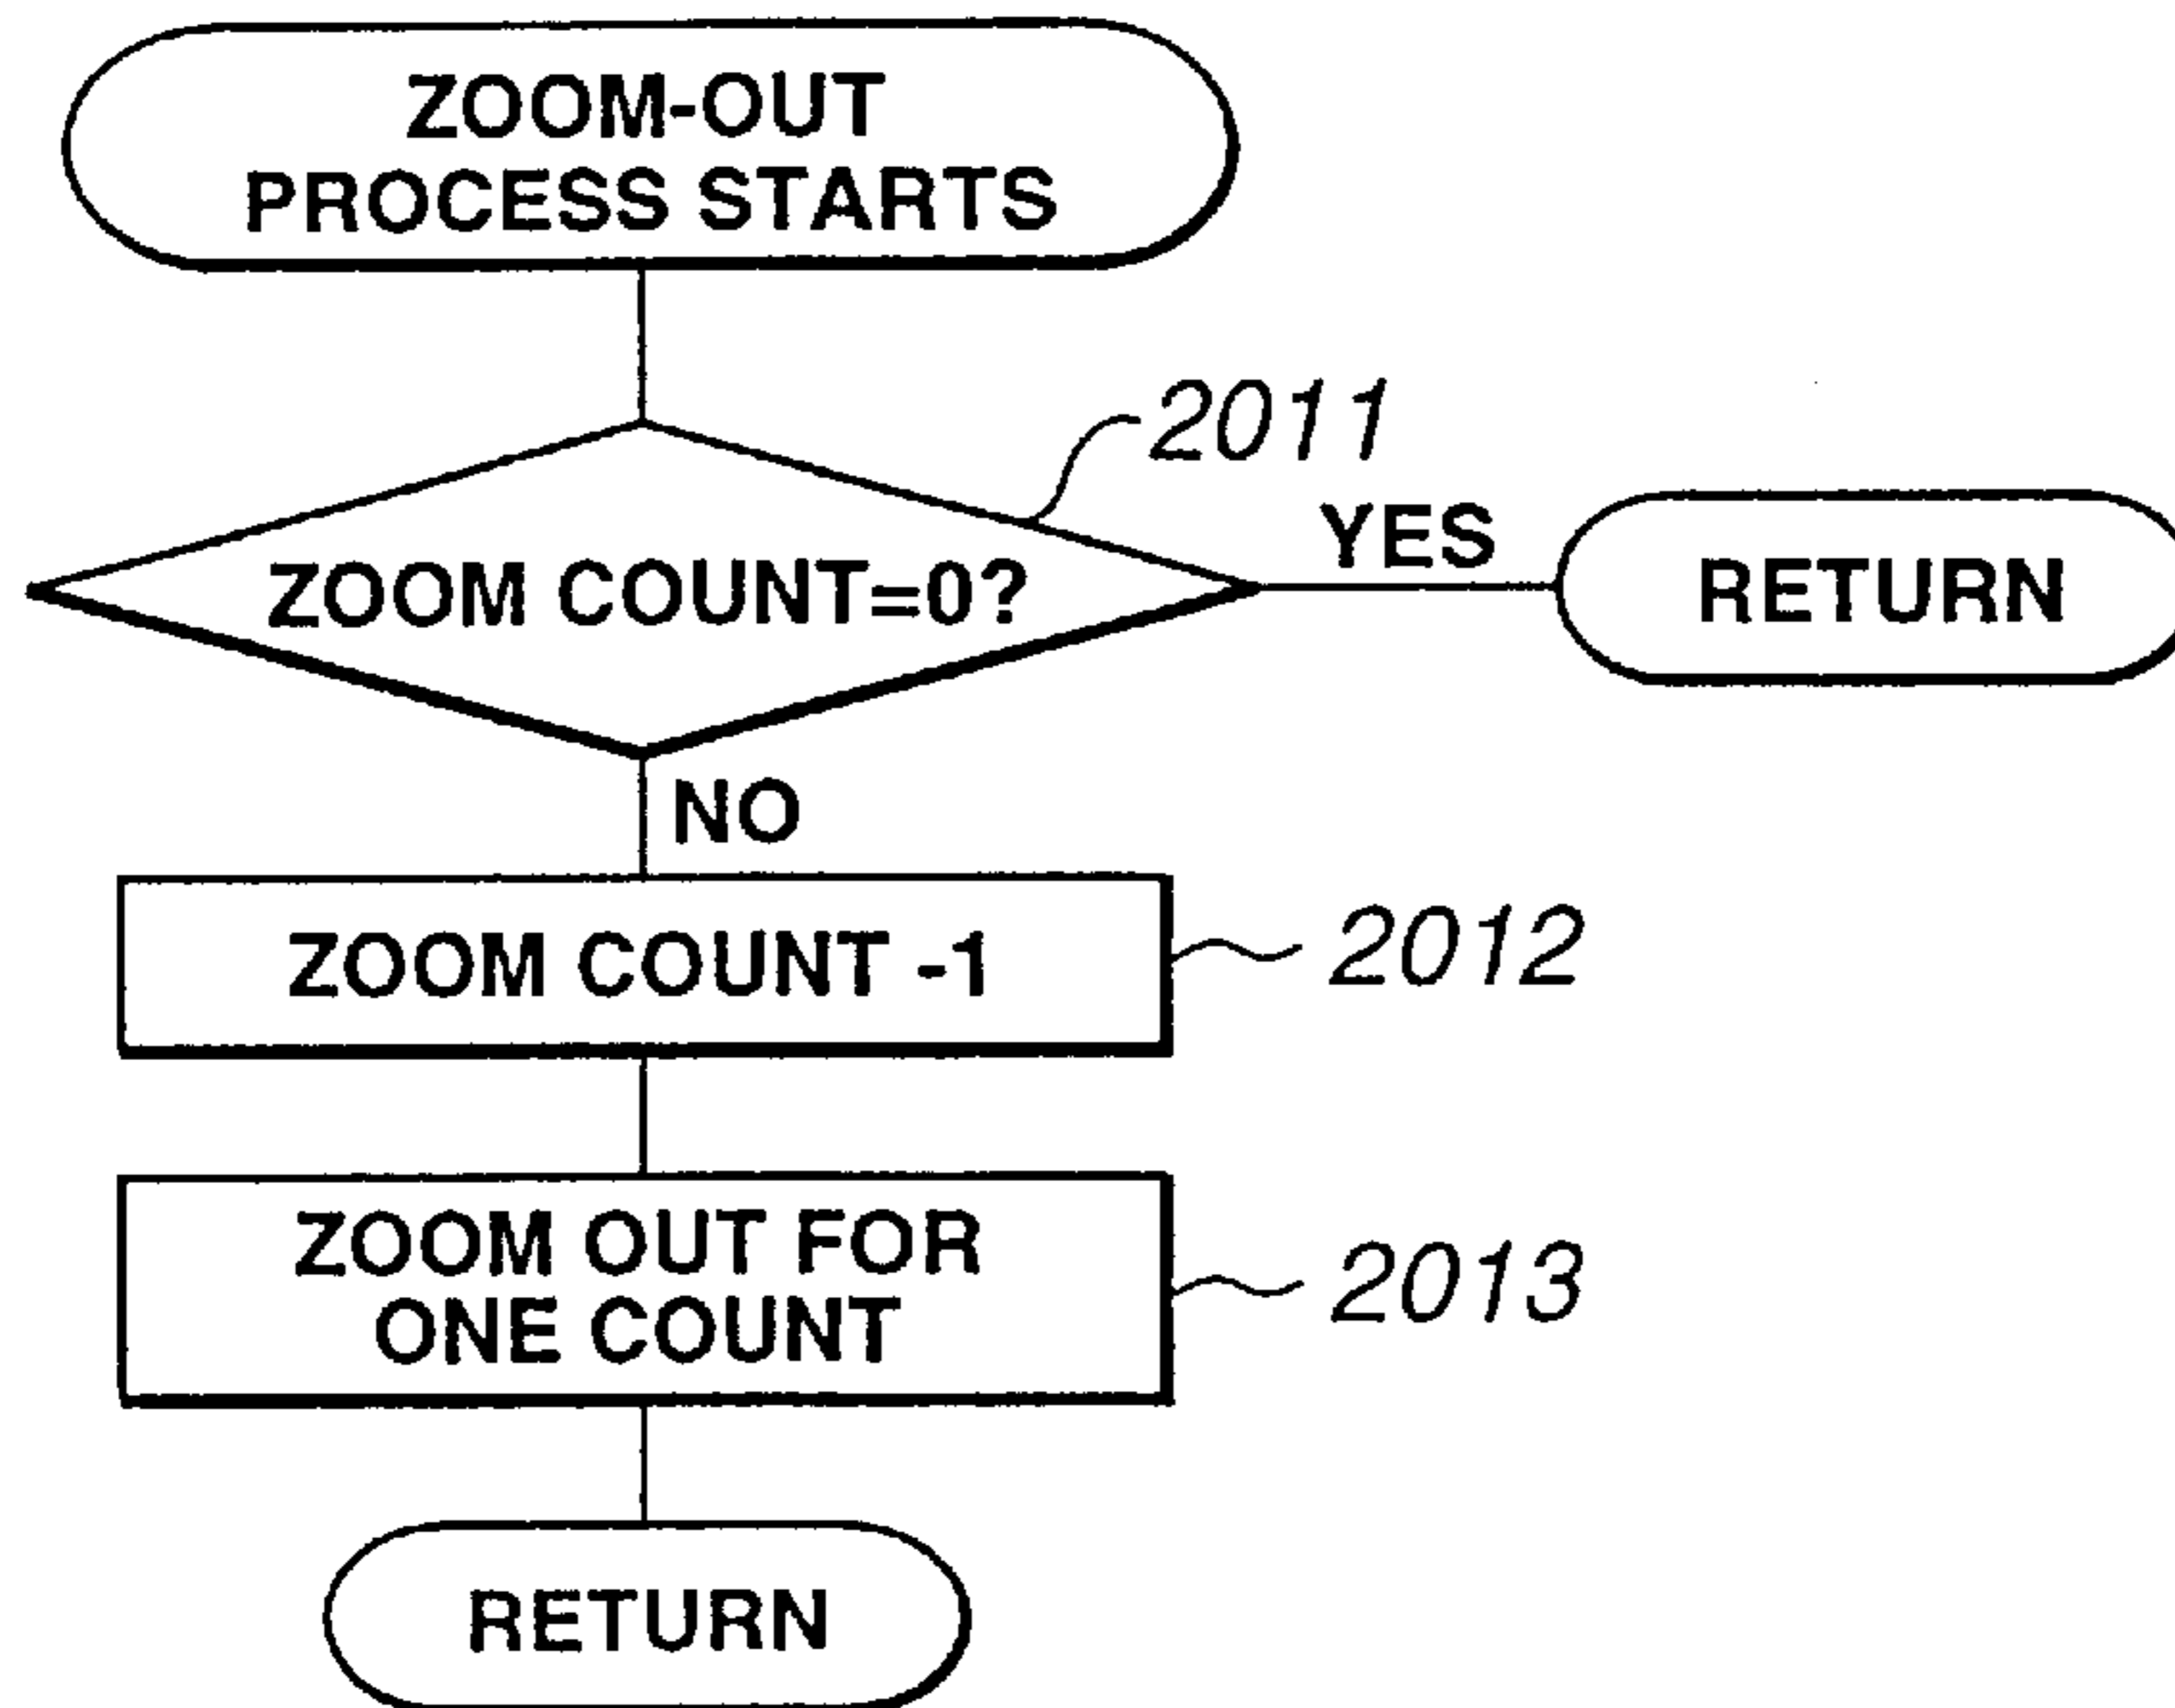 ZOOM-OUT
PROCESS STARTS
2011
YES
ZOOM COUNT=0?
RETURN
NO
ZOOM COUNT -1
2012
ZOOM OUT FOR
ONE COUNT
2013
RETURN